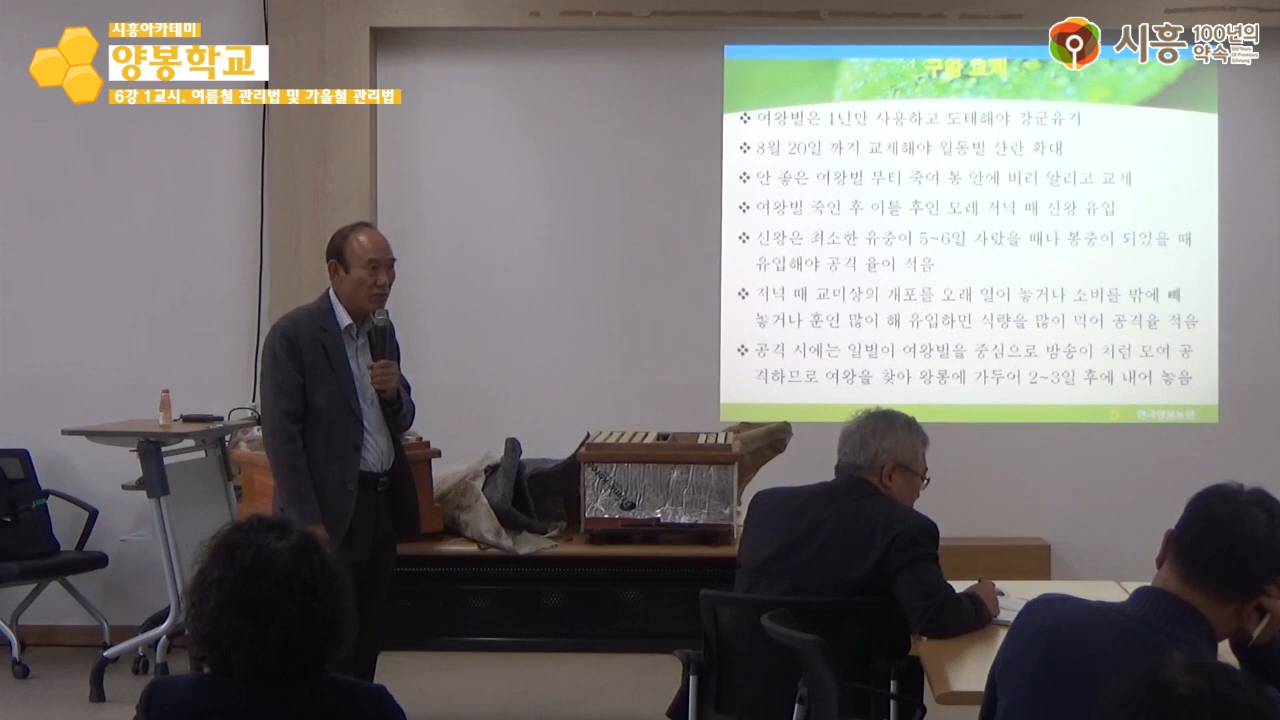 시흥아카데미
양봉학교
6강 1교시. 여름철 관리법 및 가을철 관리법
시흥 100년의 약속
구왕 교체
❖ 여왕벌은 1년만 사용하고 도태해야 강군유지
❖ 8월 20일 까지 교체해야 월동벌 산란 확대
❖ 안 좋은 여왕벌 부터 죽여 통 안에 버려 알리고 교체
❖ 여왕벌 죽인 후 이틀 후인 모레 저녁 때 신왕 유입
❖ 신왕은 최소한 유충이 5~6일 자랐을 때나 봉충이 되었을 때
유입해야 공격 율이 적음
❖ 저녁 때 교미상의 개포를 오래 열어 놓거나 소비를 밖에 빼
놓거나 훈연 많이 해 유입하면 식량을 많이 먹어 공격율 적음
❖ 공격 시에는 일벌이 여왕벌을 중심으로 밤송이 처럼 모여 공
격하므로 여왕을 찾아 왕롱에 가두어 2~3일 후에 내어 놓음
한국양봉농협